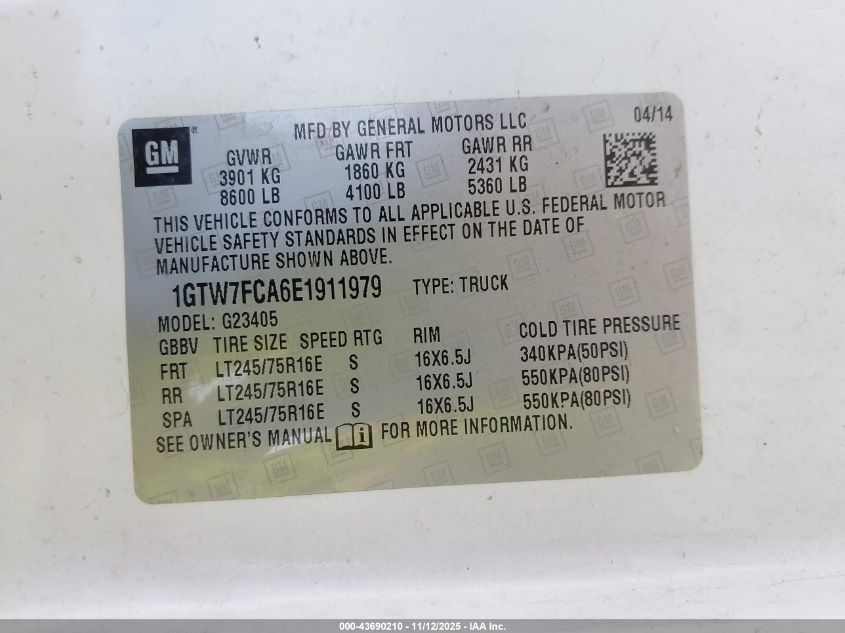 GM
MFD BY GENERAL MOTORS LLC 04/14
GVWR GAWR FRT GAWR RR
3901 KG 1860 KG 2431 KG
8600 LB 4100 LB 5360 LB
THIS VEHICLE CONFORMS TO ALL APPLICABLE U.S. FEDERAL MOTOR
VEHICLE SAFETY STANDARDS IN EFFECT ON THE DATE OF
MANUFACTURE SHOWN ABOVE.
1GTW7FCA6E1911979 TYPE: TRUCK
MODEL: G23405
GBBV TIRE SIZE SPEED RTG RIM COLD TIRE PRESSURE
FRT LT245/75R16E S 16X6.5J 340KPA(50PSI)
RR LT245/75R16E S 16X6.5J 550KPA(80PSI)
SPA LT245/75R16E S 16X6.5J 550KPA(80PSI)
SEE OWNER'S MANUAL FOR MORE INFORMATION.
000-43690210 - 11/12/2025 - IAA Inc.